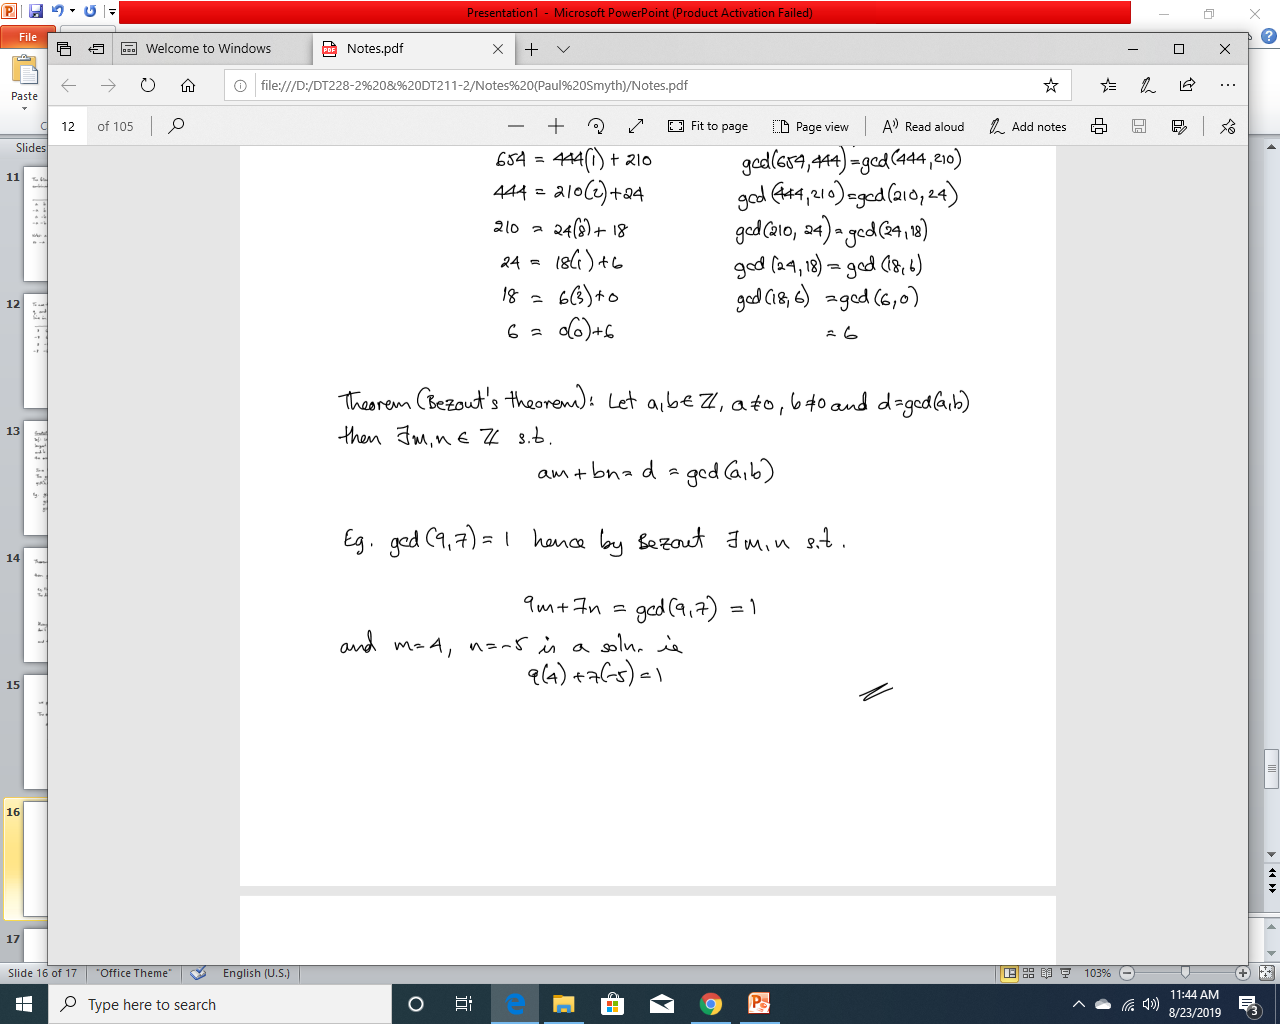 Presentation1 - Microsoft PowerPoint (Product Activation Failed)
File
Welcome to Windows
Notes.pdf
Paste
file:///D:/DT228-2%20&%20DT211-2/Notes%20(Paul%20Smyth)/Notes.pdf
12 of 105
Fit to page
Page view
Read aloud
Add notes
Slides
11
12
13
14
15
16
17
654 = 444(1) + 210 gcd(654,444)=gcd(444,210)
444 = 210(2)+24 gcd(444,210)=gcd(210,24)
210 = 24(8)+18 gcd(210,24)=gcd(24,18)
24 = 18(1)+6 gcd(24,18)=gcd(18,6)
18 = 6(3)+0 gcd(18,6) =gcd(6,0)
6 = 0(0)+6 = 6
Theorem (Bezout's theorem): Let a,b∈ℤ, a≠0, b≠0 and d=gcd(a,b)
then ∃m,n ∈ ℤ s.t.
am + bn = d = gcd(a,b)
Eg. gcd(9,7)=1 hence by Bezout ∃m,n s.t.
9m+7n = gcd(9,7) = 1
and m=4, n=-5 is a soln. ie
9(4)+7(-5)=1
Slide 16 of 17
"Office Theme"
English (U.S.)
103%
Type here to search
11:44 AM
8/23/2019
3